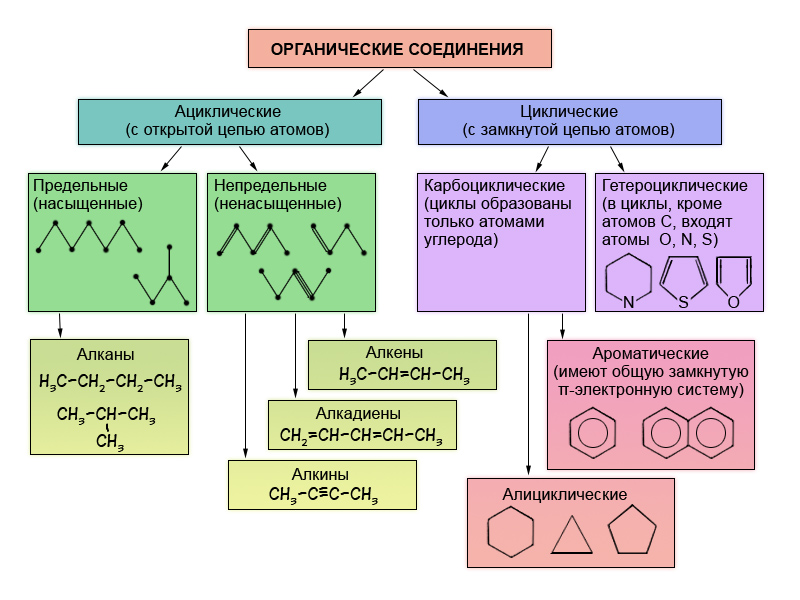 ОРГАНИЧЕСКИЕ СОЕДИНЕНИЯ
Ациклические
(с открытой цепью атомов)
Циклические
(с замкнутой цепью атомов)
Предельные
(насыщенные)
Непредельные
(ненасыщенные)
Карбоциклические
(циклы образованы
только атомами
углерода)
Гетероциклические
(в циклы, кроме
атомов С, входят
атомы O, N, S)
N
S
O
Алканы
H₃C–CH₂–CH₂–CH₃
CH₃–CH–CH₃
CH₃
Алкены
H₃C–CH=CH–CH₃
Алкадиены
CH₂=CH–CH=CH–CH₃
Алкины
CH₃–C≡C–CH₃
Ароматические
(имеют общую замкнутую
π-электронную систему)
Алициклические